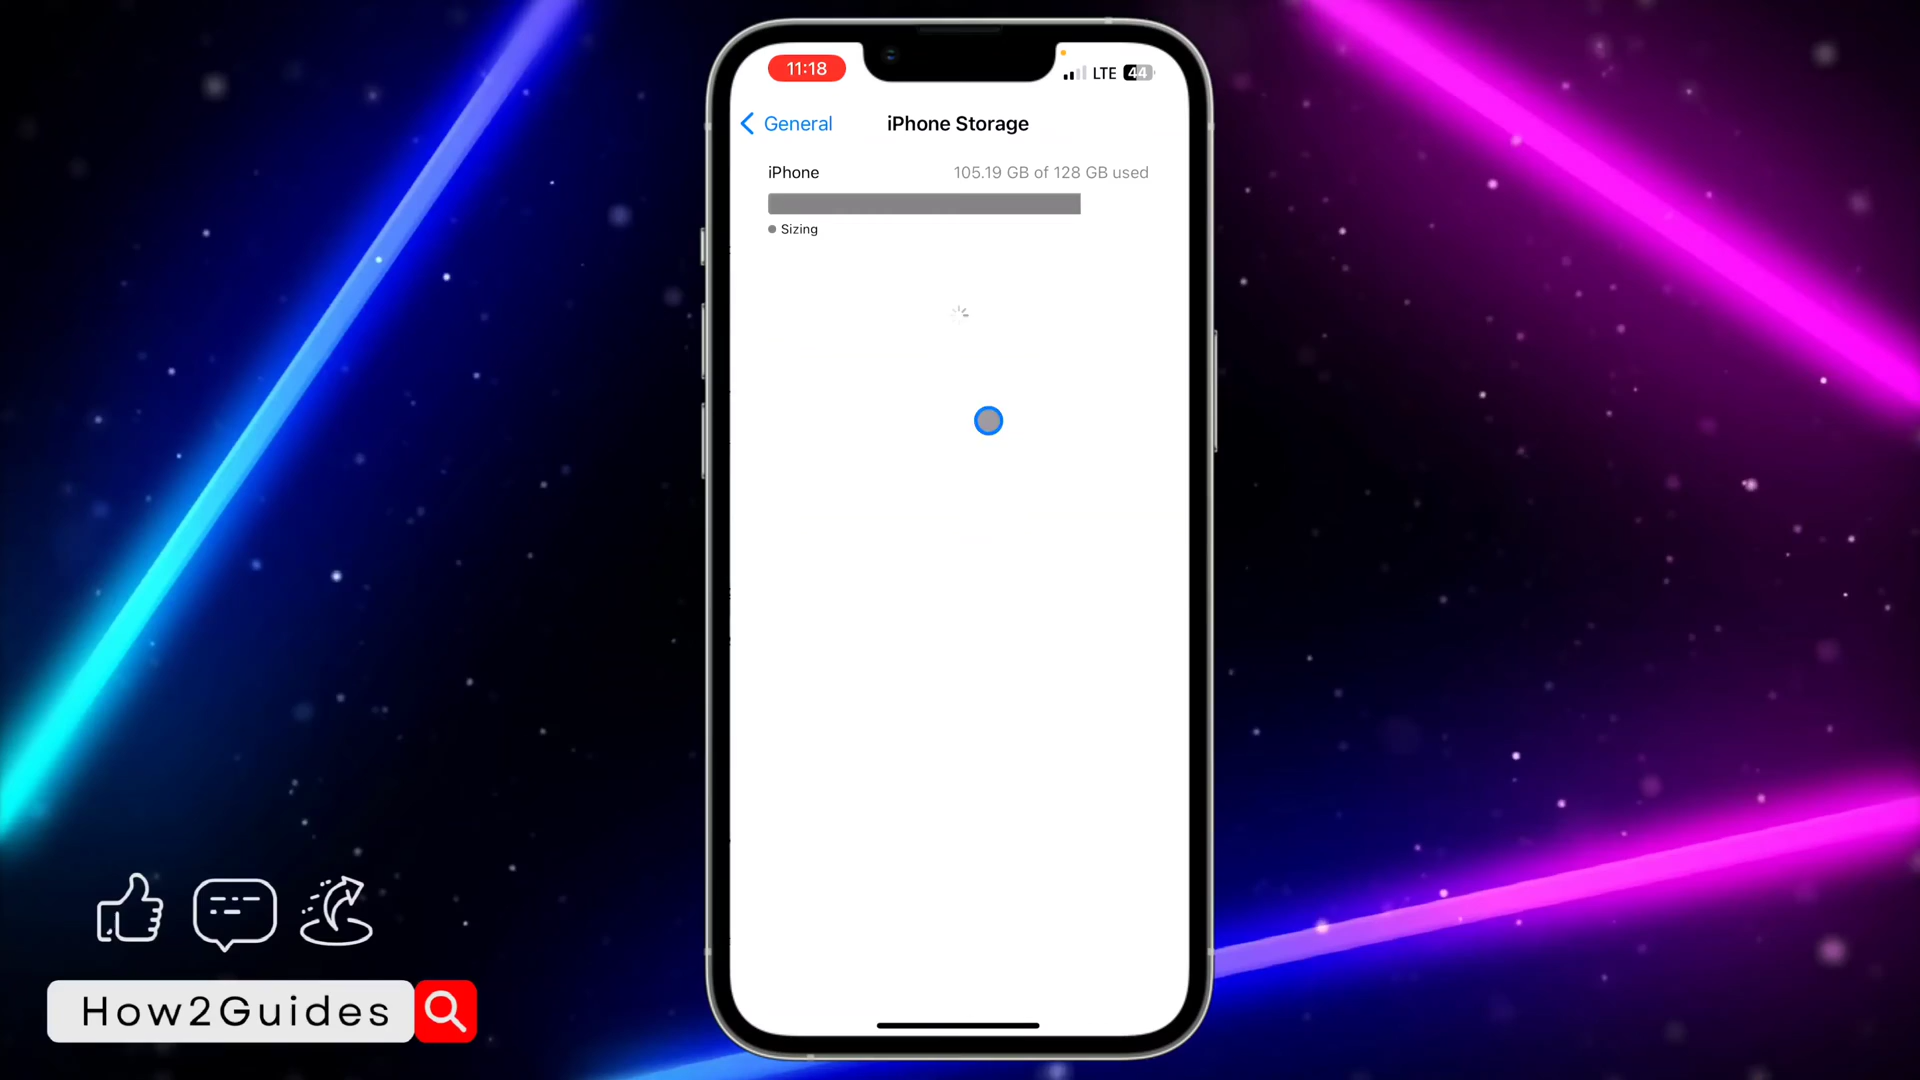 11:18
LTE 44
General
iPhone Storage
iPhone
105.19 GB of 128 GB used
Sizing
How2Guides